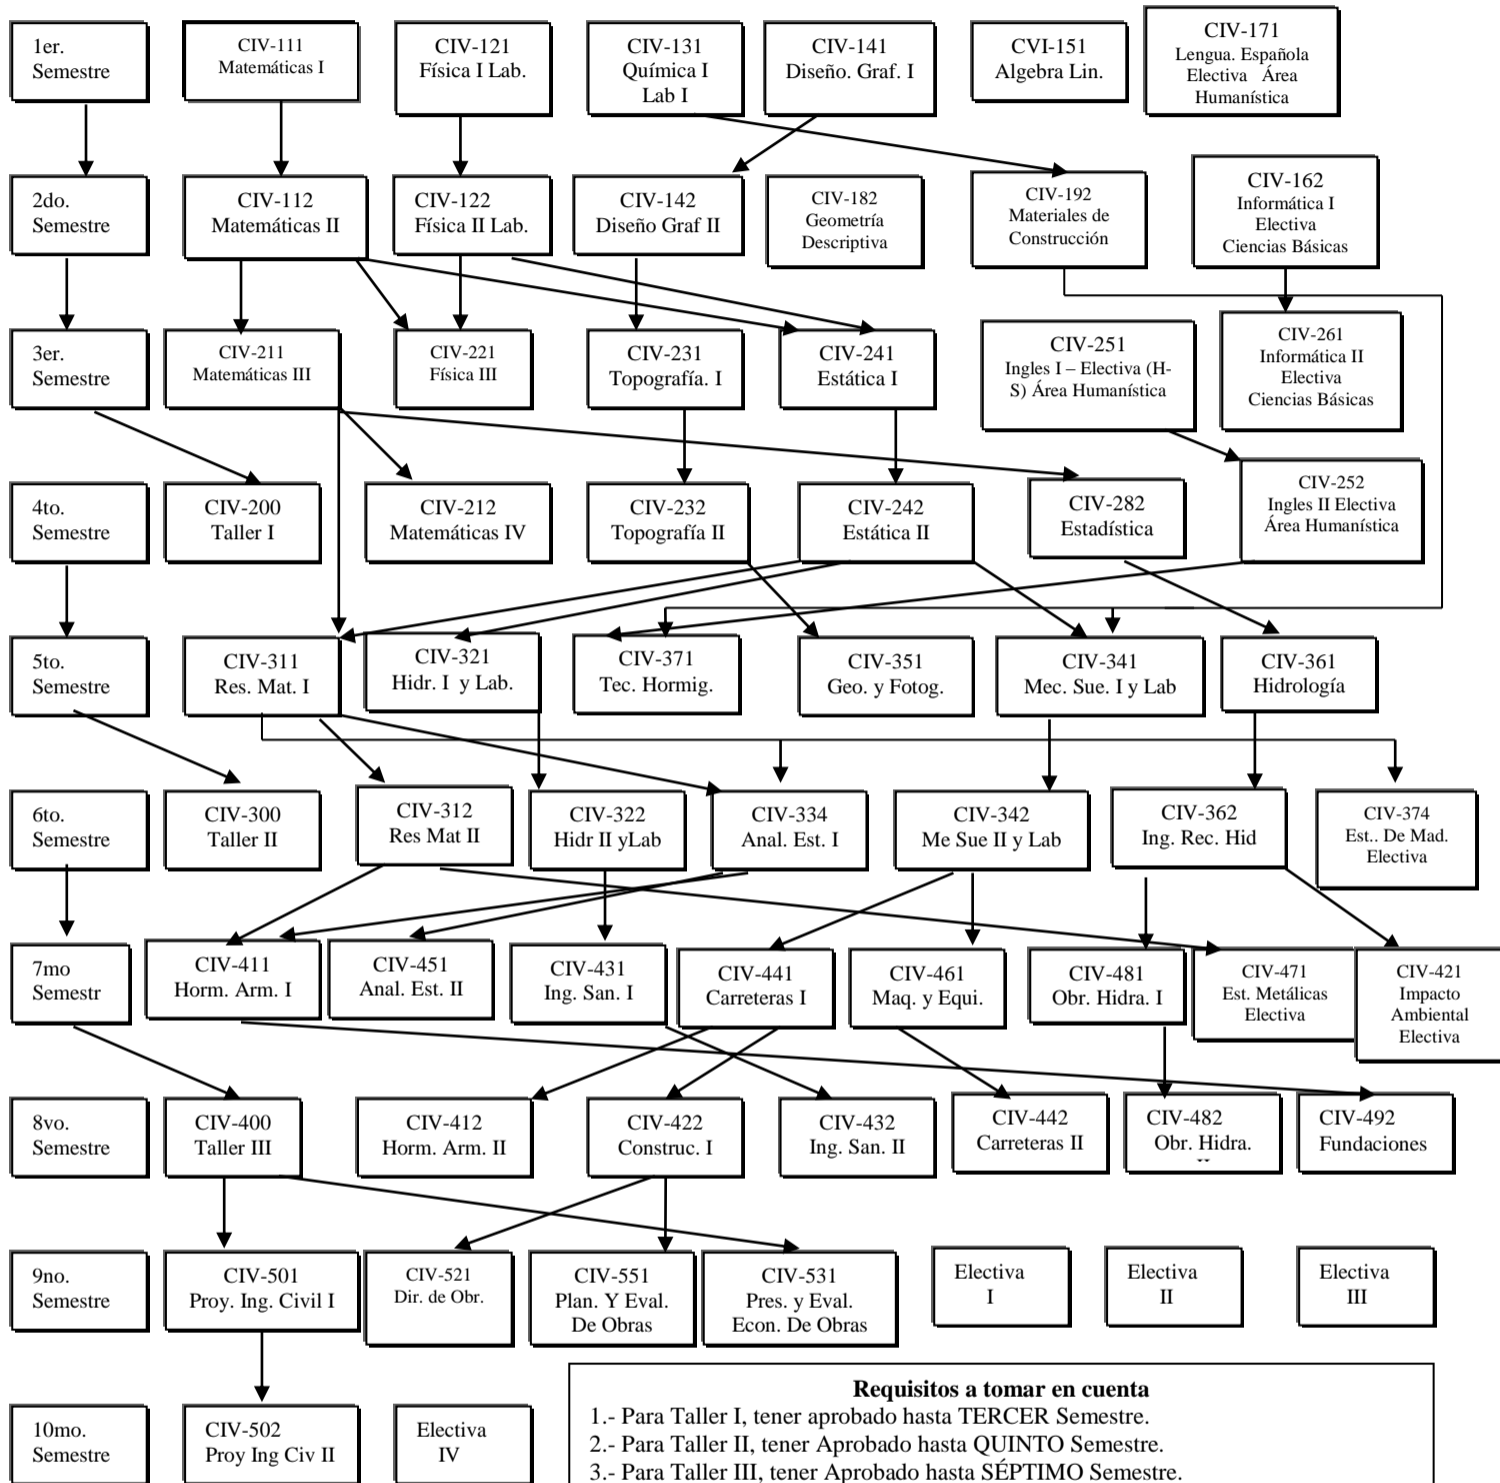 1er.
Semestre
CIV-111
Matemáticas I
CIV-121
Física I Lab.
CIV-131
Química I
Lab I
CIV-141
Diseño. Graf. I
CVI-151
Algebra Lin.
CIV-171
Lengua. Española
Electiva Área
Humanística
2do.
Semestre
CIV-112
Matemáticas II
CIV-122
Física II Lab.
CIV-142
Diseño Graf II
CIV-182
Geometría
Descriptiva
CIV-192
Materiales de
Construcción
CIV-162
Informática I
Electiva
Ciencias Básicas
3er.
Semestre
CIV-211
Matemáticas III
CIV-221
Física III
CIV-231
Topografía. I
CIV-241
Estática I
CIV-251
Ingles I – Electiva (H-
S) Área Humanística
CIV-261
Informática II
Electiva
Ciencias Básicas
4to.
Semestre
CIV-200
Taller I
CIV-212
Matemáticas IV
CIV-232
Topografía II
CIV-242
Estática II
CIV-282
Estadística
CIV-252
Ingles II Electiva
Área Humanística
5to.
Semestre
CIV-311
Res. Mat. I
CIV-321
Hidr. I y Lab.
CIV-371
Tec. Hormig.
CIV-351
Geo. y Fotog.
CIV-341
Mec. Sue. I y Lab
CIV-361
Hidrología
6to.
Semestre
CIV-300
Taller II
CIV-312
Res Mat II
CIV-322
Hidr II yLab
CIV-334
Anal. Est. I
CIV-342
Me Sue II y Lab
CIV-362
Ing. Rec. Hid
CIV-374
Est.. De Mad.
Electiva
7mo
Semestr
CIV-411
Horm. Arm. I
CIV-451
Anal. Est. II
CIV-431
Ing. San. I
CIV-441
Carreteras I
CIV-461
Maq. y Equi.
CIV-481
Obr. Hidra. I
CIV-471
Est. Metálicas
Electiva
CIV-421
Impacto
Ambiental
Electiva
8vo.
Semestre
CIV-400
Taller III
CIV-412
Horm. Arm. II
CIV-422
Construc. I
CIV-432
Ing. San. II
CIV-442
Carreteras II
CIV-482
Obr. Hidra.
CIV-492
Fundaciones
9no.
Semestre
CIV-501
Proy. Ing. Civil I
CIV-521
Dir. de Obr.
CIV-551
Plan. Y Eval.
De Obras
CIV-531
Pres. y Eval.
Econ. De Obras
Electiva
I
Electiva
II
Electiva
III
10mo.
Semestre
CIV-502
Proy Ing Civ II
Electiva
IV
Requisitos a tomar en cuenta
1.- Para Taller I, tener aprobado hasta TERCER Semestre.
2.- Para Taller II, tener Aprobado hasta QUINTO Semestre.
3.- Para Taller III, tener Aprobado hasta SÉPTIMO Semestre.